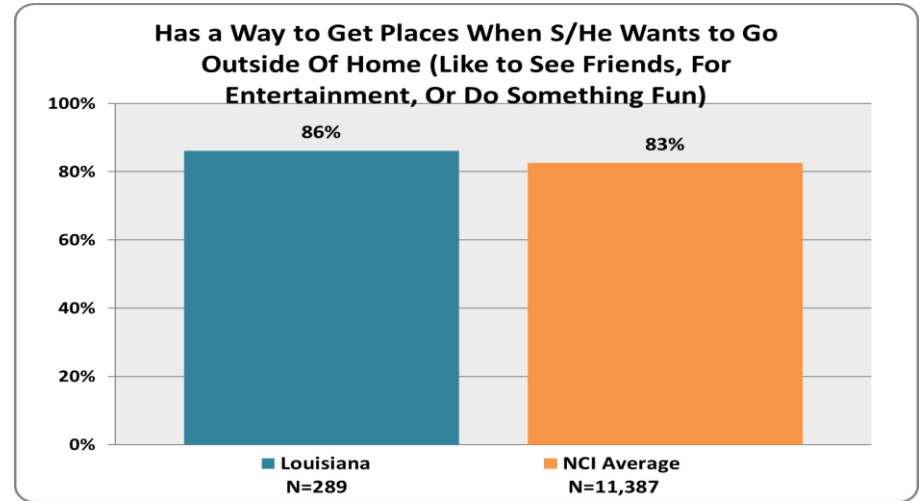 Has a Way to Get Places When S/He Wants to Go
Outside Of Home (Like to See Friends, For
Entertainment, Or Do Something Fun)
100%
80%
60%
40%
20%
0%
86%
83%
Louisiana
N=289
NCI Average
N=11,387